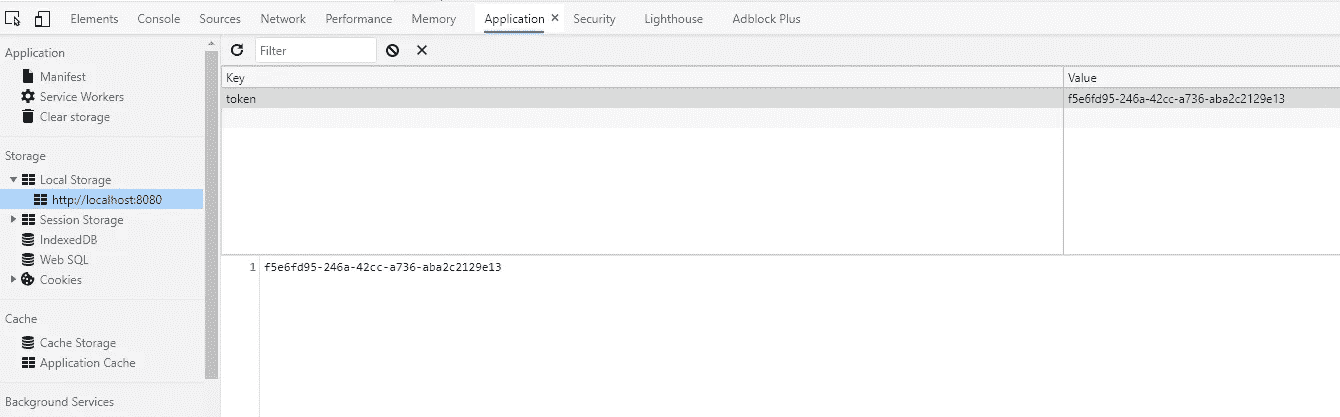 Elements Console Sources Network Performance Memory Application × Security Lighthouse Adblock Plus
Application
Manifest
Service Workers
Clear storage
Storage
Local Storage
http://localhost:8080
Session Storage
IndexedDB
Web SQL
Cookies
Cache
Cache Storage
Application Cache
Background Services
Filter
Key Value
token f5e6fd95-246a-42cc-a736-aba2c2129e13
1 f5e6fd95-246a-42cc-a736-aba2c2129e13